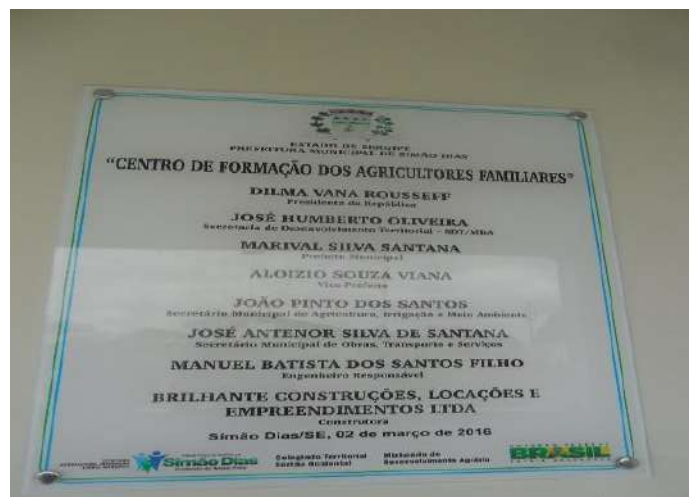 ESTADO DE SERGIPE
PREFEITURA MUNICIPAL DE SIMÃO DIAS
"CENTRO DE FORMAÇÃO DOS AGRICULTORES FAMILIARES"
DILMA VANA ROUSSEFF
Presidenta da República
JOSÉ HUMBERTO OLIVEIRA
Secretaria de Desenvolvimento Territorial - SDT/MDA
MARIVAL SILVA SANTANA
Prefeito Municipal
ALOIZIO SOUZA VIANA
Vice-Prefeito
JOÃO PINTO DOS SANTOS
Secretário Municipal de Agricultura, Irrigação e Meio Ambiente
JOSÉ ANTENOR SILVA DE SANTANA
Secretário Municipal de Obras, Transporte e Serviços
MANUEL BATISTA DOS SANTOS FILHO
Engenheiro Responsável
BRILHANTE CONSTRUÇÕES, LOCAÇÕES E
EMPREENDIMENTOS LTDA
Construtora
Simão Dias/SE, 02 de março de 2016
Simão Dias
Colegiado Territorial
Sertão Ocidental
Ministério do
Desenvolvimento Agrário
BRASIL